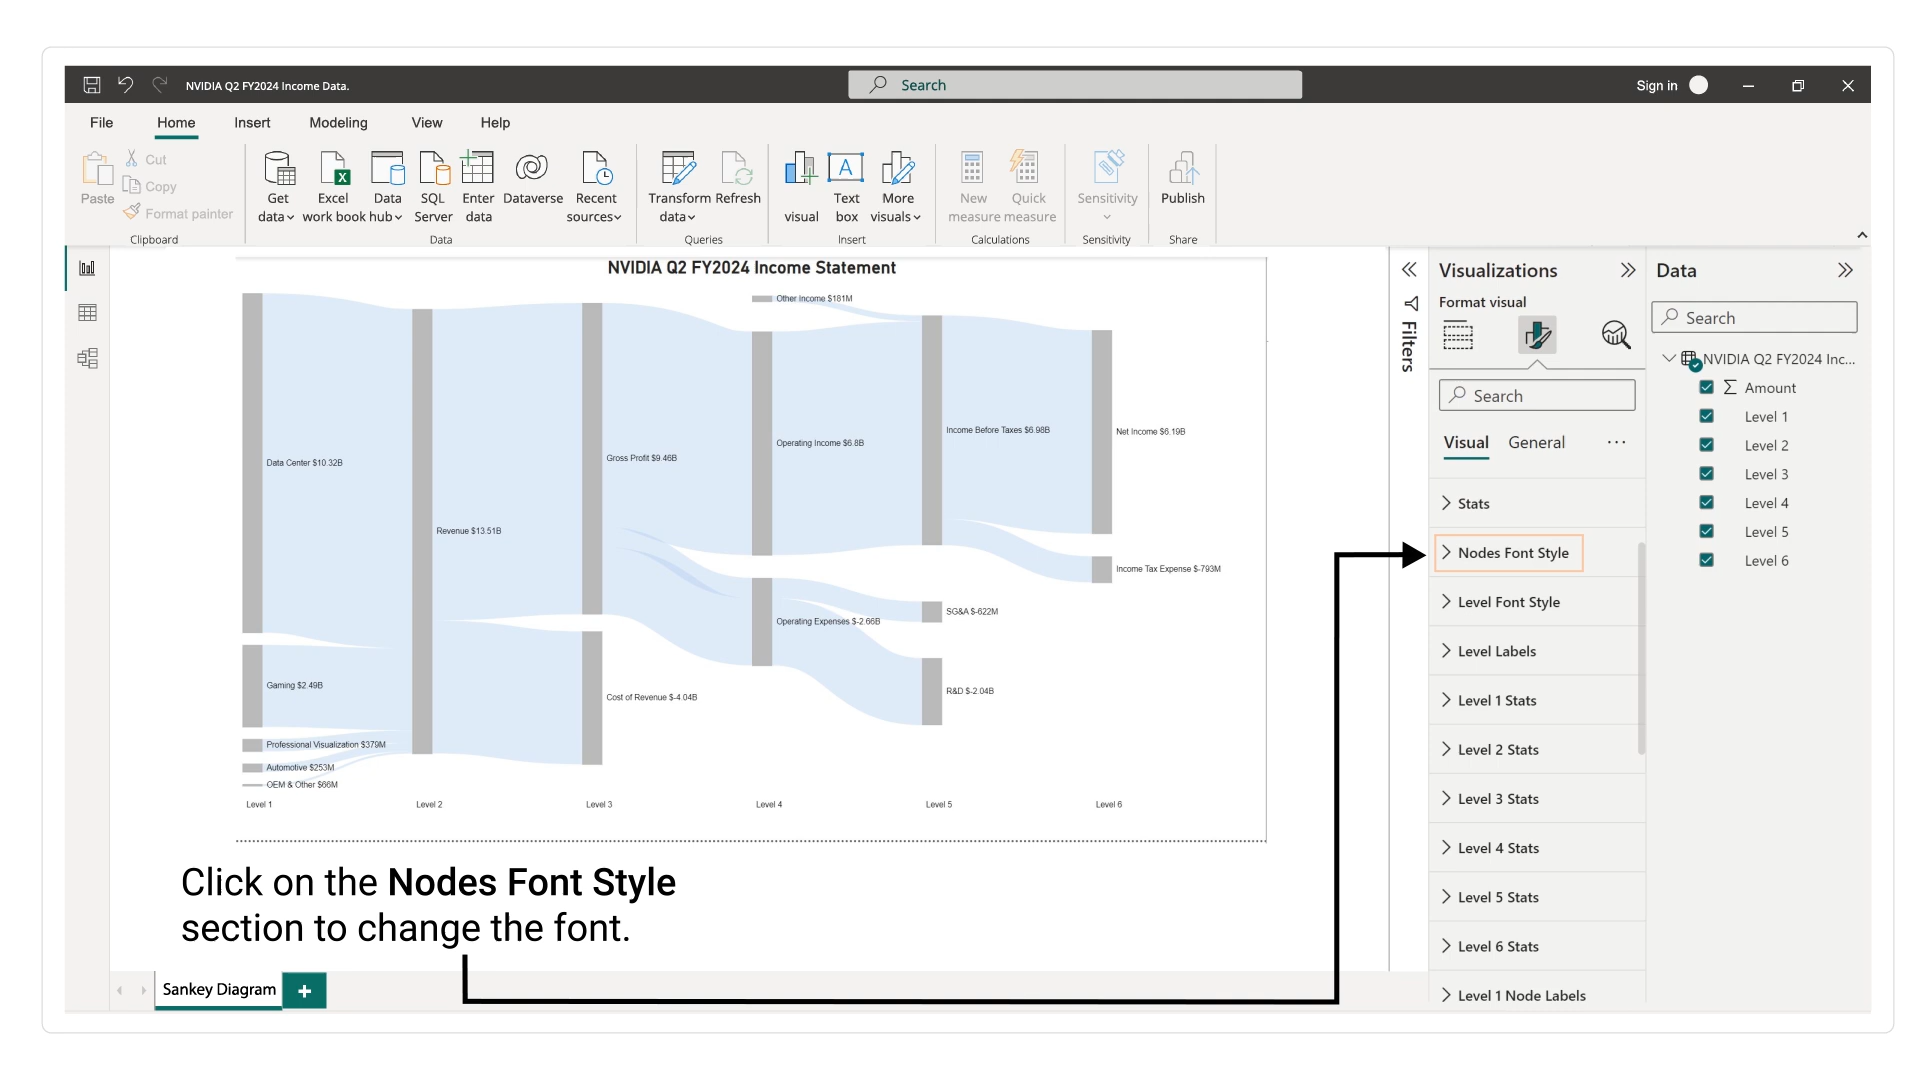 NVIDIA Q2 FY2024 Income Data.
Search
Sign in
File Home Insert Modeling View Help
Paste
Cut
Copy
Format painter
Clipboard
Get data
Excel work book
Data hub
SQL Server
Enter data
Dataverse
Recent sources
Data
Transform data
Refresh
Queries
visual
Text box
More visuals
Insert
New measure
Quick measure
Calculations
Sensitivity
Sensitivity
Publish
Share
NVIDIA Q2 FY2024 Income Statement
Other Income $181M
Income Before Taxes $6.98B
Net Income $6.19B
Operating Income $6.8B
Gross Profit $9.46B
Data Center $10.32B
Revenue $13.51B
Income Tax Expense $-793M
SG&A $-622M
Operating Expenses $-2.66B
Gaming $2.49B
R&D $-2.04B
Cost of Revenue $-4.04B
Professional Visualization $379M
Automotive $253M
OEM & Other $66M
Level 1 Level 2 Level 3 Level 4 Level 5 Level 6
Click on the Nodes Font Style
section to change the font.
Sankey Diagram
Filters
Visualizations
Format visual
Search
Visual General
Stats
Nodes Font Style
Level Font Style
Level Labels
Level 1 Stats
Level 2 Stats
Level 3 Stats
Level 4 Stats
Level 5 Stats
Level 6 Stats
Level 1 Node Labels
Data
Search
NVIDIA Q2 FY2024 Inc...
Amount
Level 1
Level 2
Level 3
Level 4
Level 5
Level 6